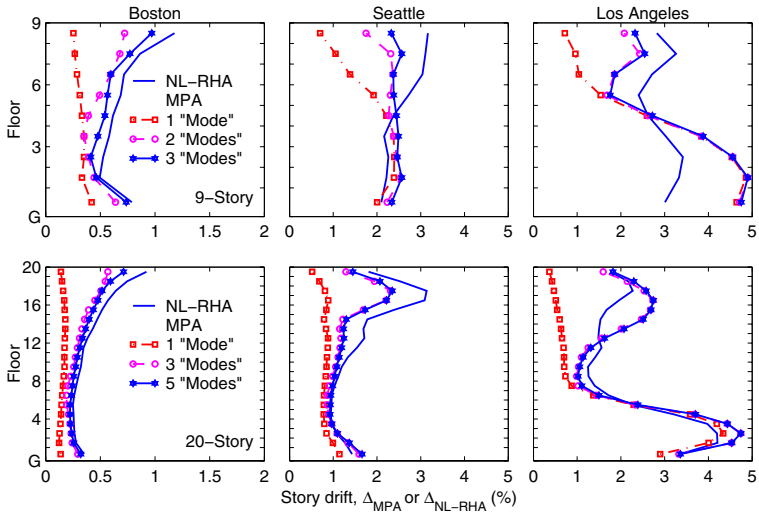 Boston
Seattle
Los Angeles
Floor
9
6
3
G
NL−RHA
MPA
1 "Mode"
2 "Modes"
3 "Modes"
9−Story
0 0.5 1 1.5 2
0 1 2 3 4 5
0 1 2 3 4 5
Floor
20
16
12
8
4
G
NL−RHA
MPA
1 "Mode"
3 "Modes"
5 "Modes"
20−Story
0 0.5 1 1.5 2
0 1 2 3 4 5
0 1 2 3 4 5
Story drift, Δ_MPA or Δ_NL−RHA (%)